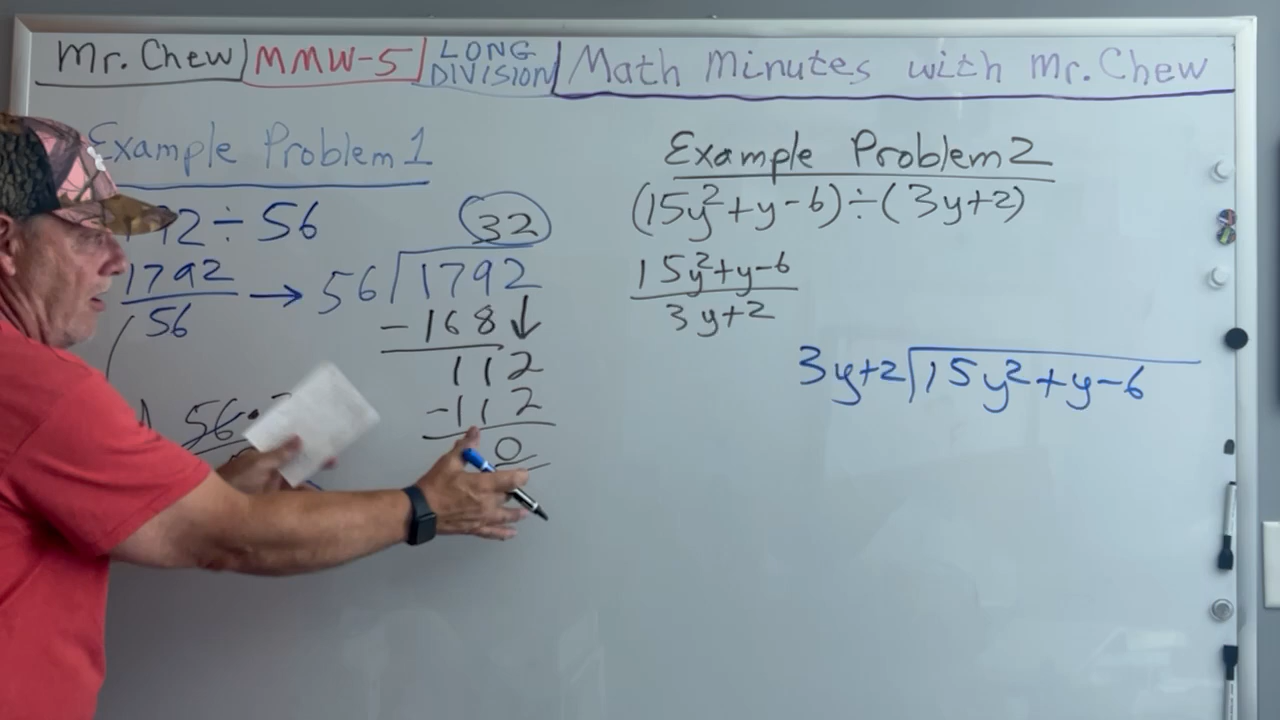 Mr. Chew MMW-5 LONG DIVISION Math Minutes with Mr. Chew
Example Problem 1
92 ÷ 56
1792
56
32
56 1792
-168↓
112
-112
0
56.
Example Problem 2
(15y²+y-6)÷(3y+2)
15y²+y-6
3y+2
3y+2 15y²+y-6